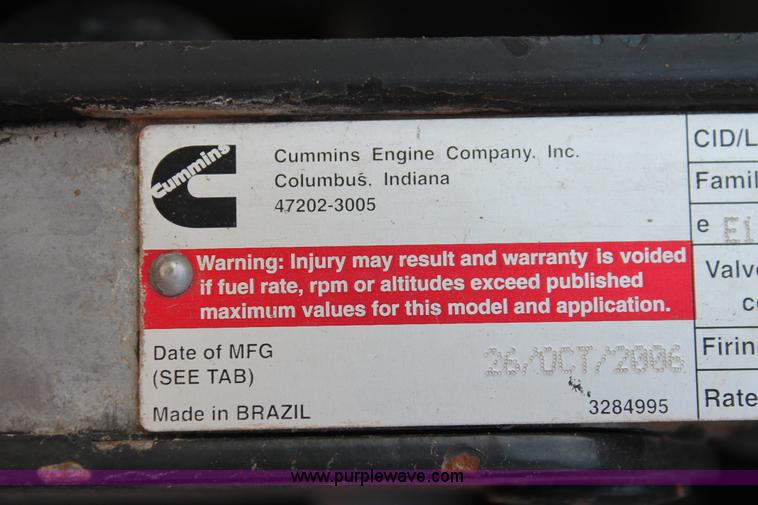 Cummins
Cummins Engine Company, Inc.
Columbus, Indiana
47202-3005
Warning: Injury may result and warranty is voided
if fuel rate, rpm or altitudes exceed published
maximum values for this model and application.
Date of MFG
(SEE TAB)
26/OCT/2006
Made in BRAZIL
3284995
CID/L
Famil
e E1
Valve
co
Firin
Rate
www.purplewave.com